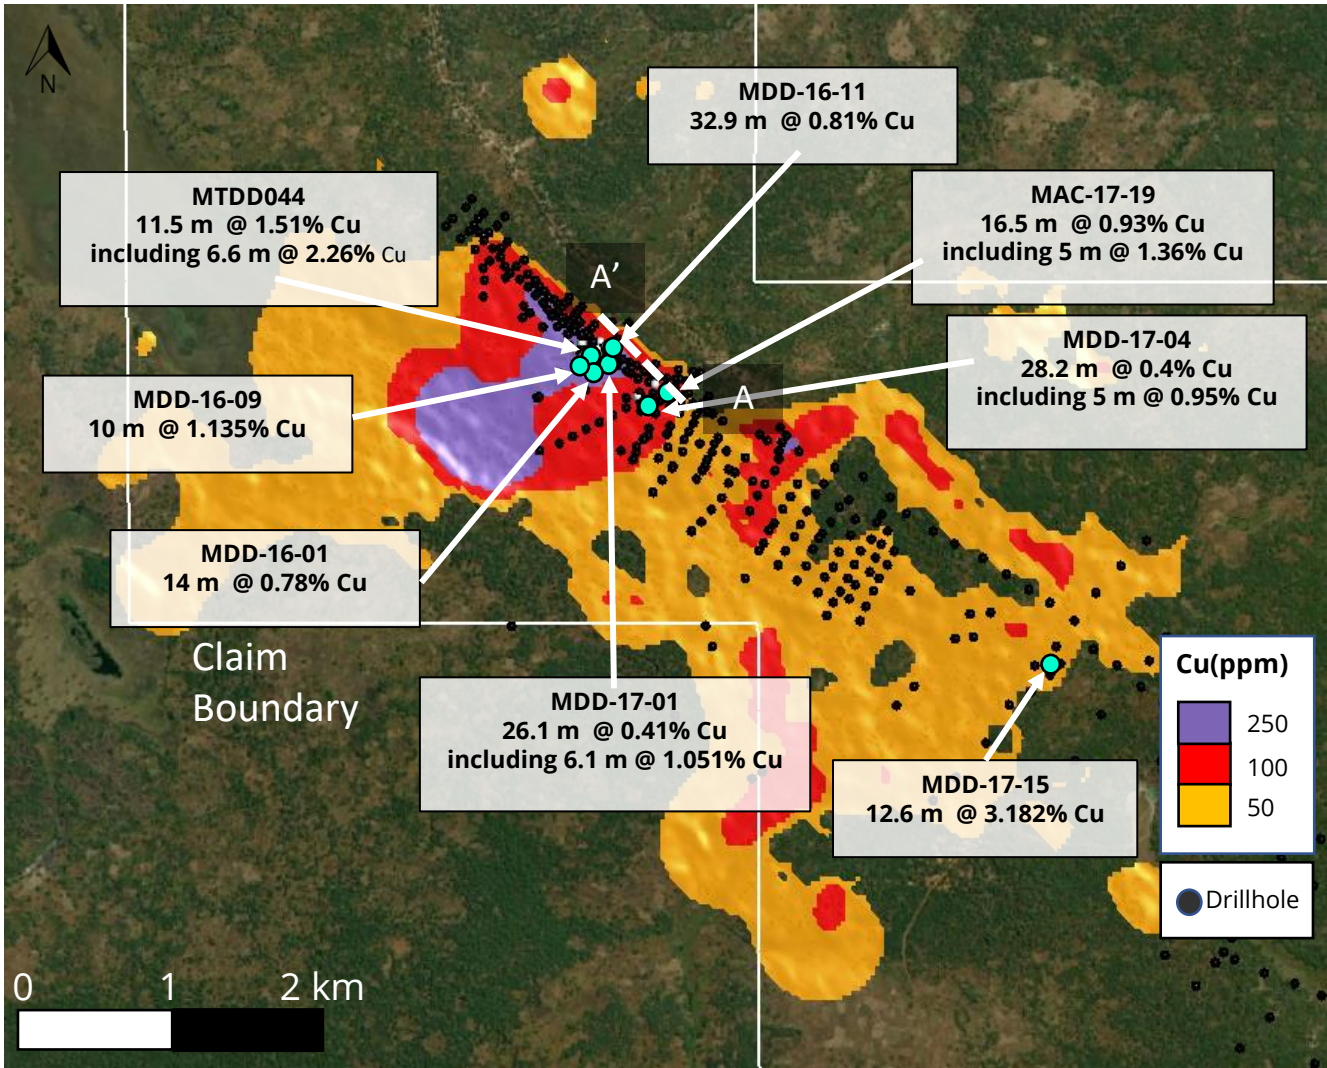 N
MDD-16-11
32.9 m @ 0.81% Cu
MTDD044
11.5 m @ 1.51% Cu
including 6.6 m @ 2.26% Cu
MAC-17-19
16.5 m @ 0.93% Cu
including 5 m @ 1.36% Cu
A’
MDD-17-04
28.2 m @ 0.4% Cu
including 5 m @ 0.95% Cu
MDD-16-09
10 m @ 1.135% Cu
A
MDD-16-01
14 m @ 0.78% Cu
Claim
Boundary
MDD-17-01
26.1 m @ 0.41% Cu
including 6.1 m @ 1.051% Cu
MDD-17-15
12.6 m @ 3.182% Cu
Cu(ppm)
250
100
50
Drillhole
0 1 2 km